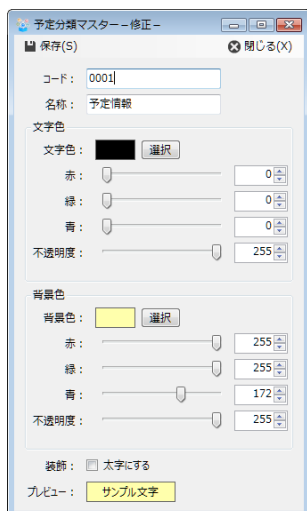 予定分類マスター－修正－
保存(S) 閉じる(X)
コード： 0001
名称： 予定情報
文字色
文字色： 選択
赤： 0
緑： 0
青： 0
不透明度： 255
背景色
背景色： 選択
赤： 255
緑： 255
青： 172
不透明度： 255
装飾： 太字にする
プレビュー： サンプル文字